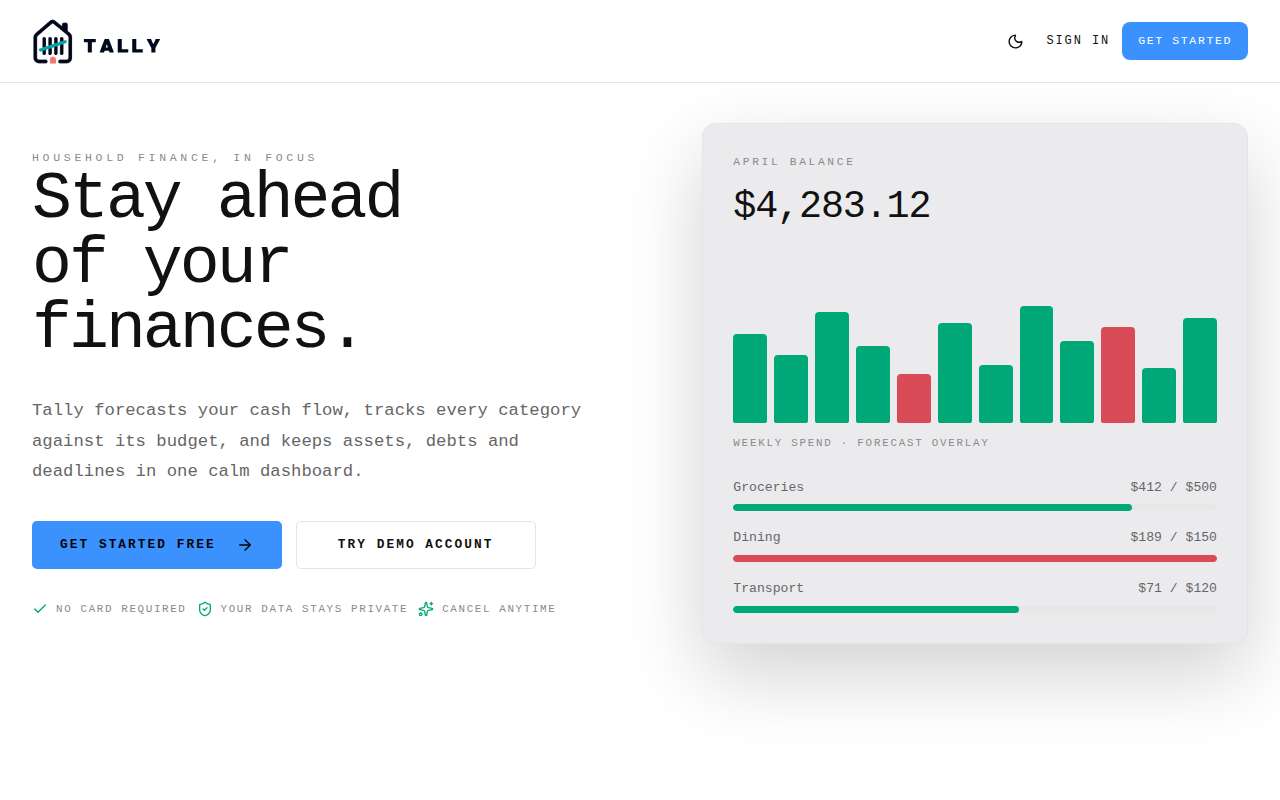 TALLY
SIGN IN
GET STARTED
HOUSEHOLD FINANCE, IN FOCUS
Stay ahead
of your
finances.
Tally forecasts your cash flow, tracks every category
against its budget, and keeps assets, debts and
deadlines in one calm dashboard.
GET STARTED FREE
TRY DEMO ACCOUNT
NO CARD REQUIRED
YOUR DATA STAYS PRIVATE
CANCEL ANYTIME
APRIL BALANCE
$4,283.12
WEEKLY SPEND · FORECAST OVERLAY
Groceries $412 / $500
Dining $189 / $150
Transport $71 / $120